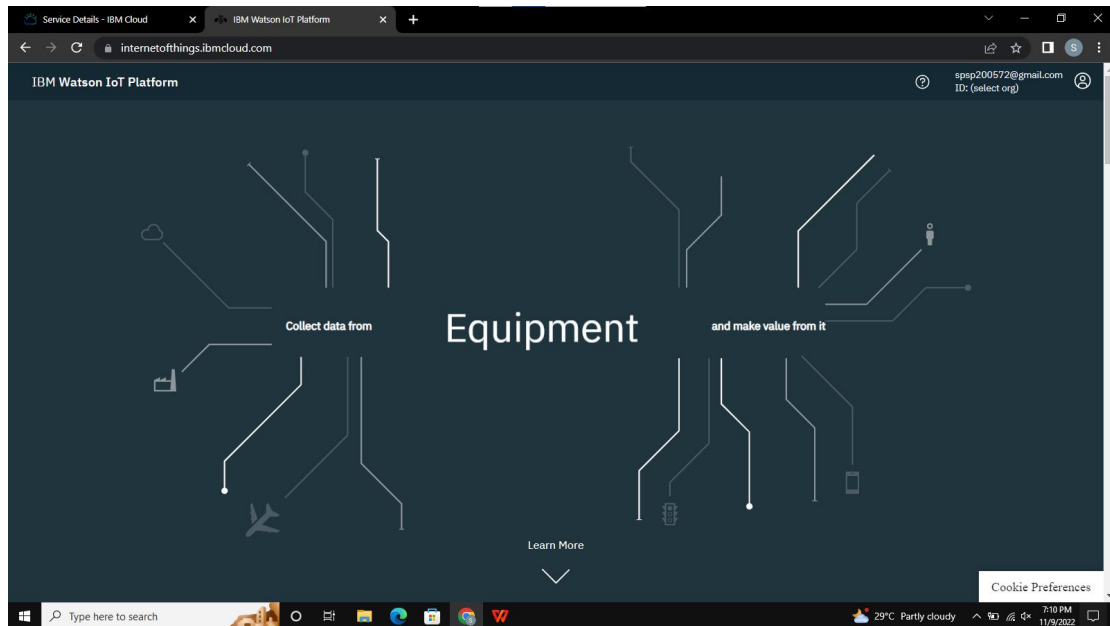 Service Details - IBM Cloud
IBM Watson IoT Platform
internetofthings.ibmcloud.com
S
IBM Watson IoT Platform
spsp200572@gmail.com
ID: (select org)
Collect data from
Equipment
and make value from it
Learn More
Cookie Preferences
Type here to search
29°C Partly cloudy
7:10 PM
11/9/2022